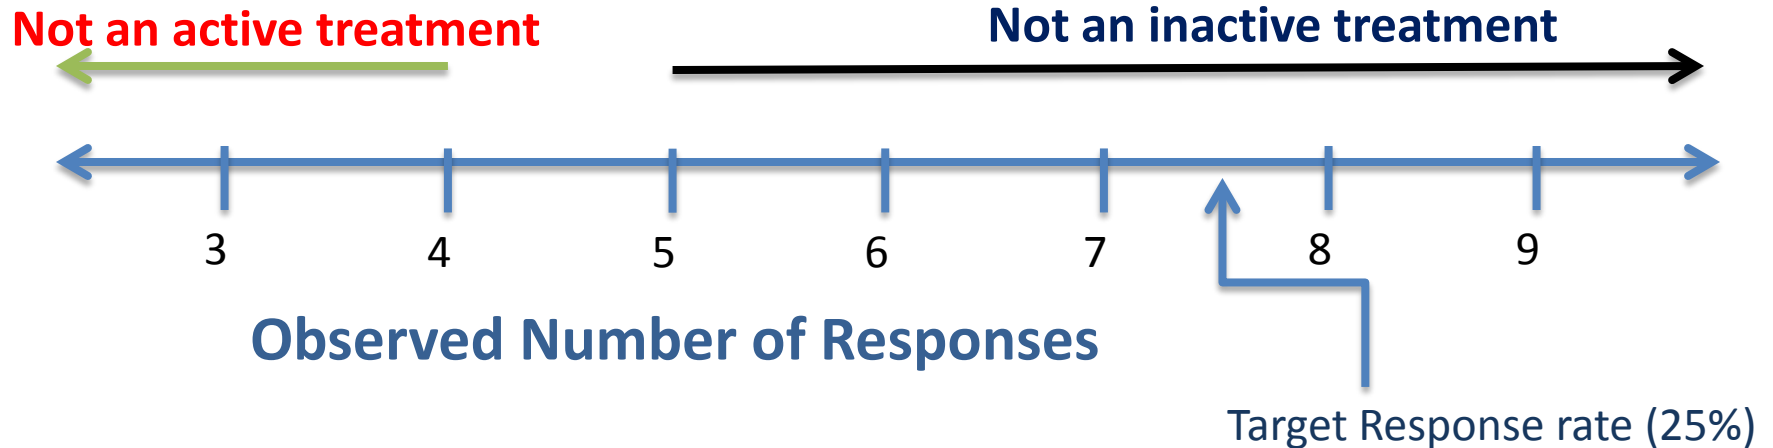 Not an active treatment
Not an inactive treatment
3 4 5 6 7 8 9
Observed Number of Responses
Target Response rate (25%)